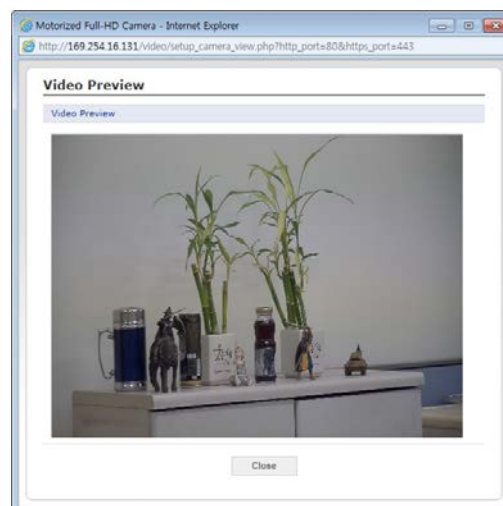 Motorized Full-HD Camera - Internet Explorer
http://169.254.16.131/video/setup_camera_view.php?http_port=80&https_port=443
Video Preview
Video Preview
Close